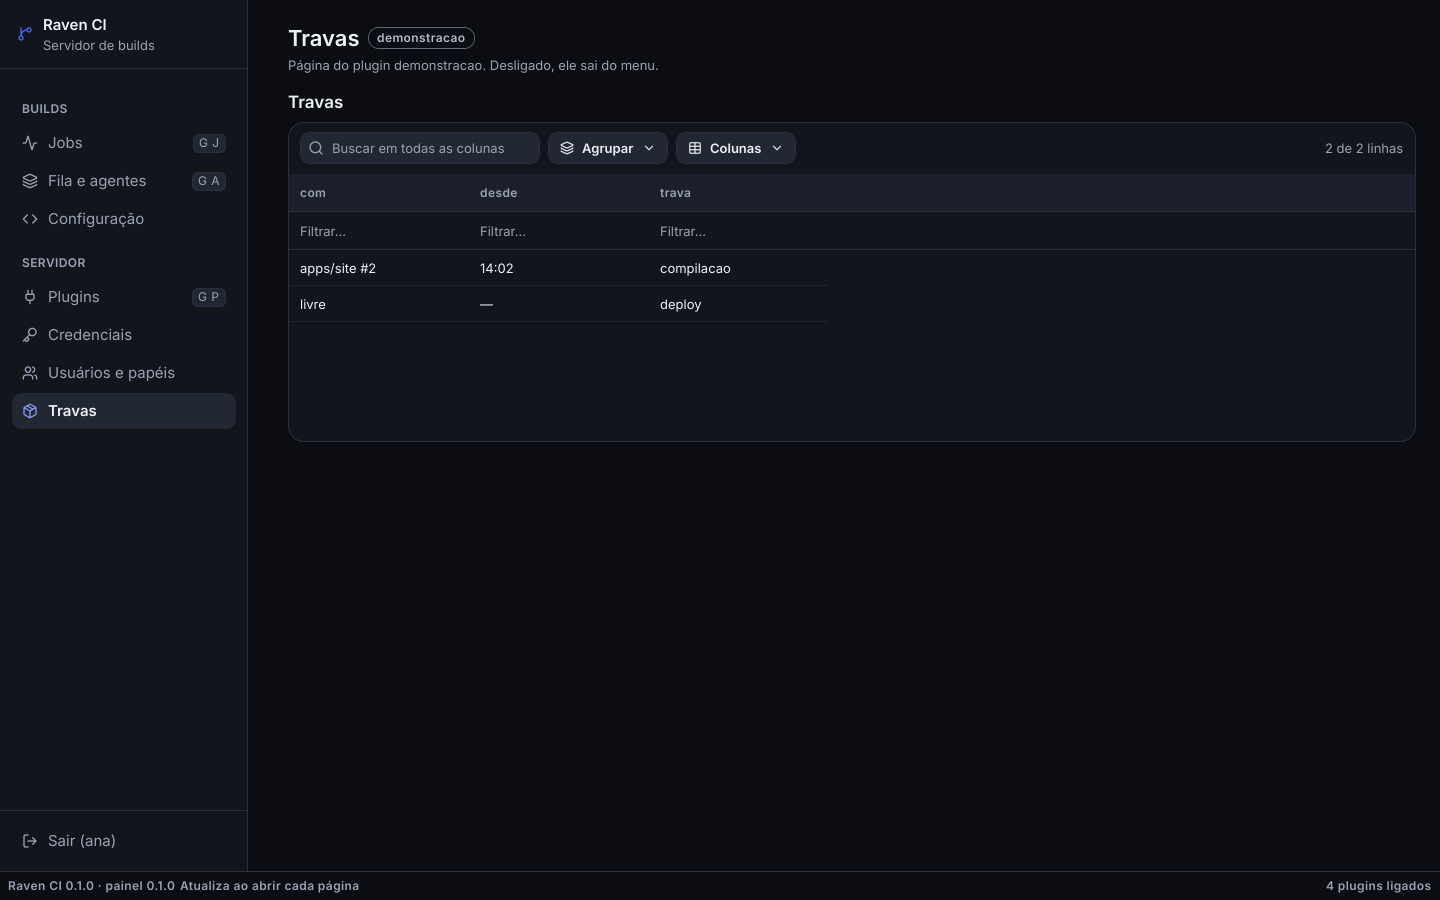 Raven CI
Servidor de builds
BUILDS
Jobs G J
Fila e agentes G A
Configuração
SERVIDOR
Plugins G P
Credenciais
Usuários e papéis
Travas
Sair (ana)
Travas demonstracao
Página do plugin demonstracao. Desligado, ele sai do menu.
Travas
Buscar em todas as colunas Agrupar Colunas 2 de 2 linhas
com desde trava
Filtrar... Filtrar... Filtrar...
apps/site #2 14:02 compilacao
livre — deploy
Raven CI 0.1.0 · painel 0.1.0 Atualiza ao abrir cada página 4 plugins ligados